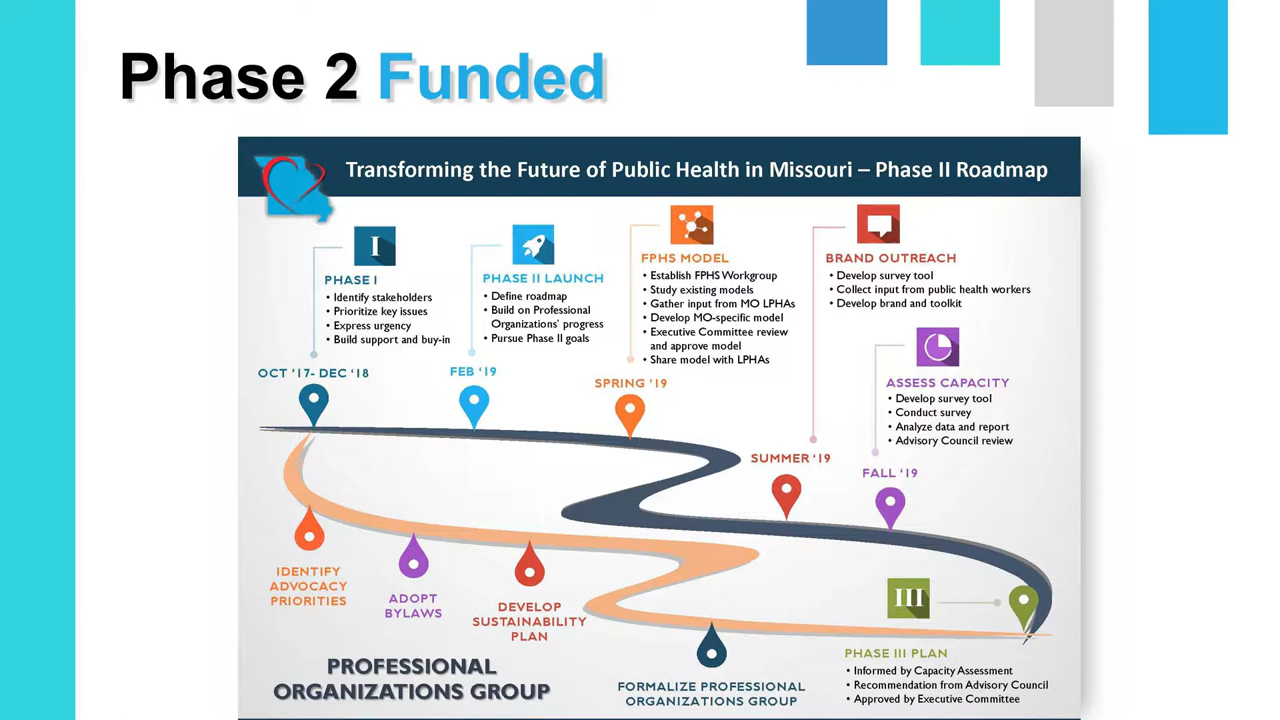 Phase 2 Funded
Transforming the Future of Public Health in Missouri – Phase II Roadmap
I
PHASE I
• Identify stakeholders
• Prioritize key issues
• Express urgency
• Build support and buy-in
OCT '17- DEC '18
PHASE II LAUNCH
• Define roadmap
• Build on Professional
Organizations' progress
• Pursue Phase II goals
FEB '19
FPHS MODEL
• Establish FPHS Workgroup
• Study existing models
• Gather input from MO LPHAs
• Develop MO-specific model
• Executive Committee review
and approve model
• Share model with LPHAs
SPRING '19
BRAND OUTREACH
• Develop survey tool
• Collect input from public health workers
• Develop brand and toolkit
SUMMER '19
ASSESS CAPACITY
• Develop survey tool
• Conduct survey
• Analyze data and report
• Advisory Council review
FALL '19
IDENTIFY
ADVOCACY
PRIORITIES
ADOPT
BYLAWS
DEVELOP
SUSTAINABILITY
PLAN
FORMALIZE PROFESSIONAL
ORGANIZATIONS GROUP
PROFESSIONAL
ORGANIZATIONS GROUP
III
PHASE III PLAN
• Informed by Capacity Assessment
• Recommendation from Advisory Council
• Approved by Executive Committee